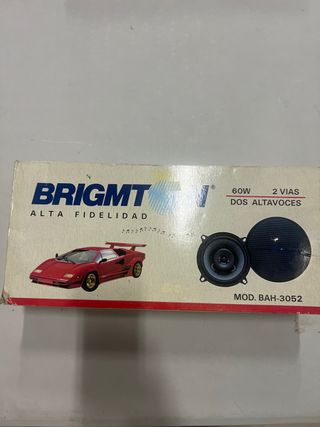 BRIGMTON®
ALTA FIDELIDAD
60W 2 VIAS
DOS ALTAVOCES
MOD. BAH-3052